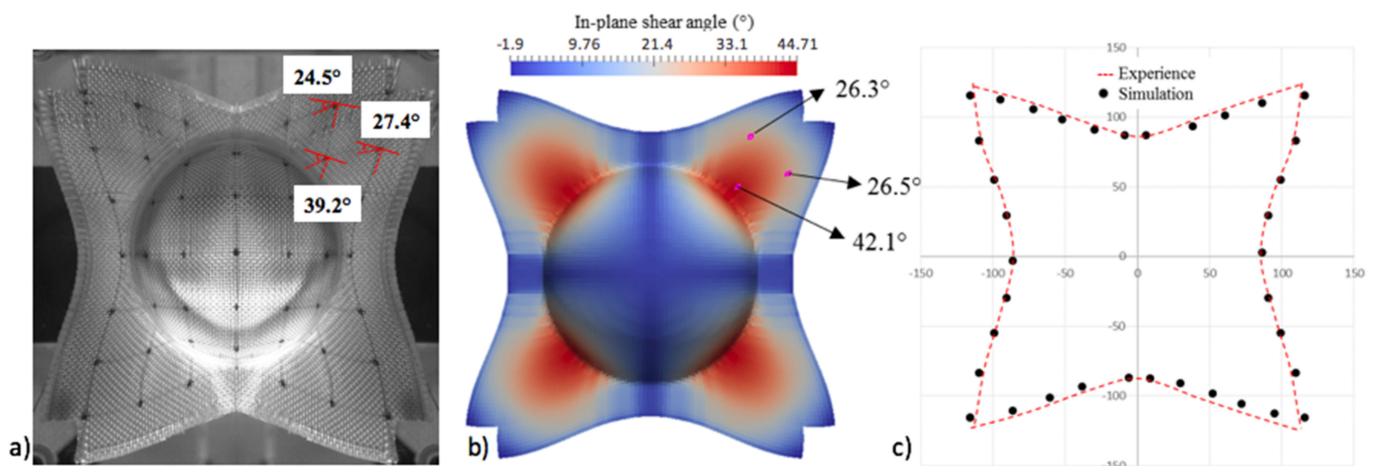 a)
24.5°
27.4°
39.2°
b)
In-plane shear angle (°)
-1.9 9.76 21.4 33.1 44.71
26.3°
26.5°
42.1°
c)
150
Experience
Simulation
100
50
0
-150 -100 -50 0 50 100 150
-50
-100
-150